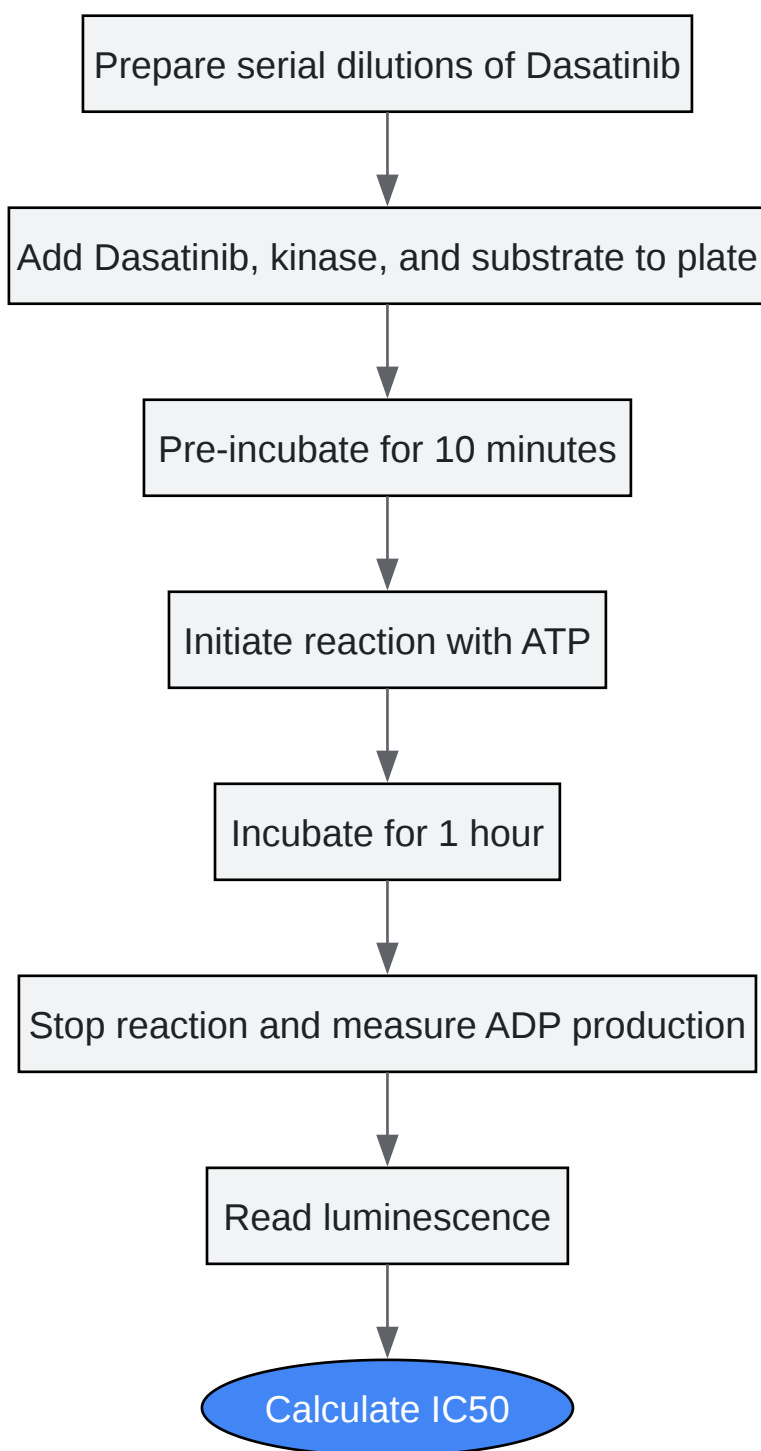 Prepare serial dilutions of Dasatinib
Add Dasatinib, kinase, and substrate to plate
Pre-incubate for 10 minutes
Initiate reaction with ATP
Incubate for 1 hour
Stop reaction and measure ADP production
Read luminescence
Calculate IC50